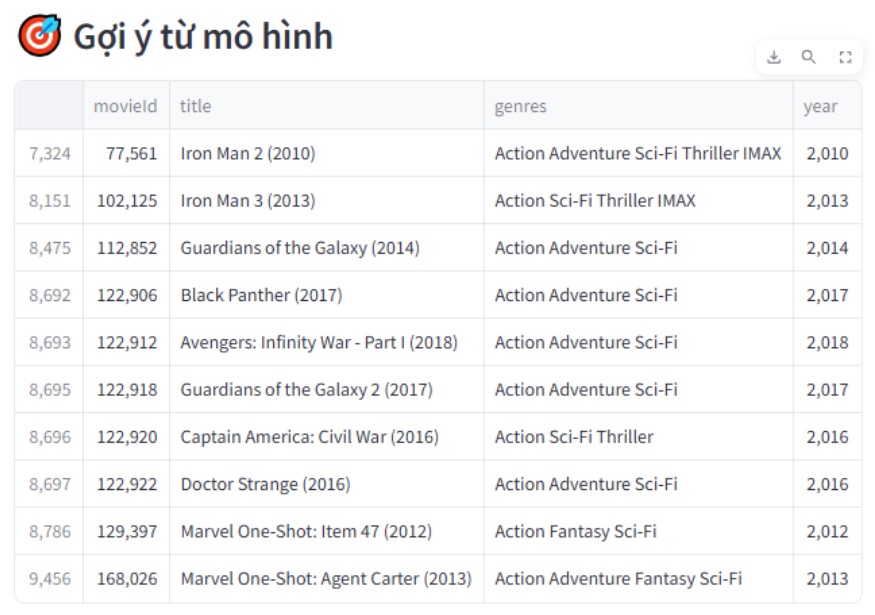 Gợi ý từ mô hình
movieId title genres year
7,324 77,561 Iron Man 2 (2010) Action Adventure Sci-Fi Thriller IMAX 2,010
8,151 102,125 Iron Man 3 (2013) Action Sci-Fi Thriller IMAX 2,013
8,475 112,852 Guardians of the Galaxy (2014) Action Adventure Sci-Fi 2,014
8,692 122,906 Black Panther (2017) Action Adventure Sci-Fi 2,017
8,693 122,912 Avengers: Infinity War - Part I (2018) Action Adventure Sci-Fi 2,018
8,695 122,918 Guardians of the Galaxy 2 (2017) Action Adventure Sci-Fi 2,017
8,696 122,920 Captain America: Civil War (2016) Action Sci-Fi Thriller 2,016
8,697 122,922 Doctor Strange (2016) Action Adventure Sci-Fi 2,016
8,786 129,397 Marvel One-Shot: Item 47 (2012) Action Fantasy Sci-Fi 2,012
9,456 168,026 Marvel One-Shot: Agent Carter (2013) Action Adventure Fantasy Sci-Fi 2,013